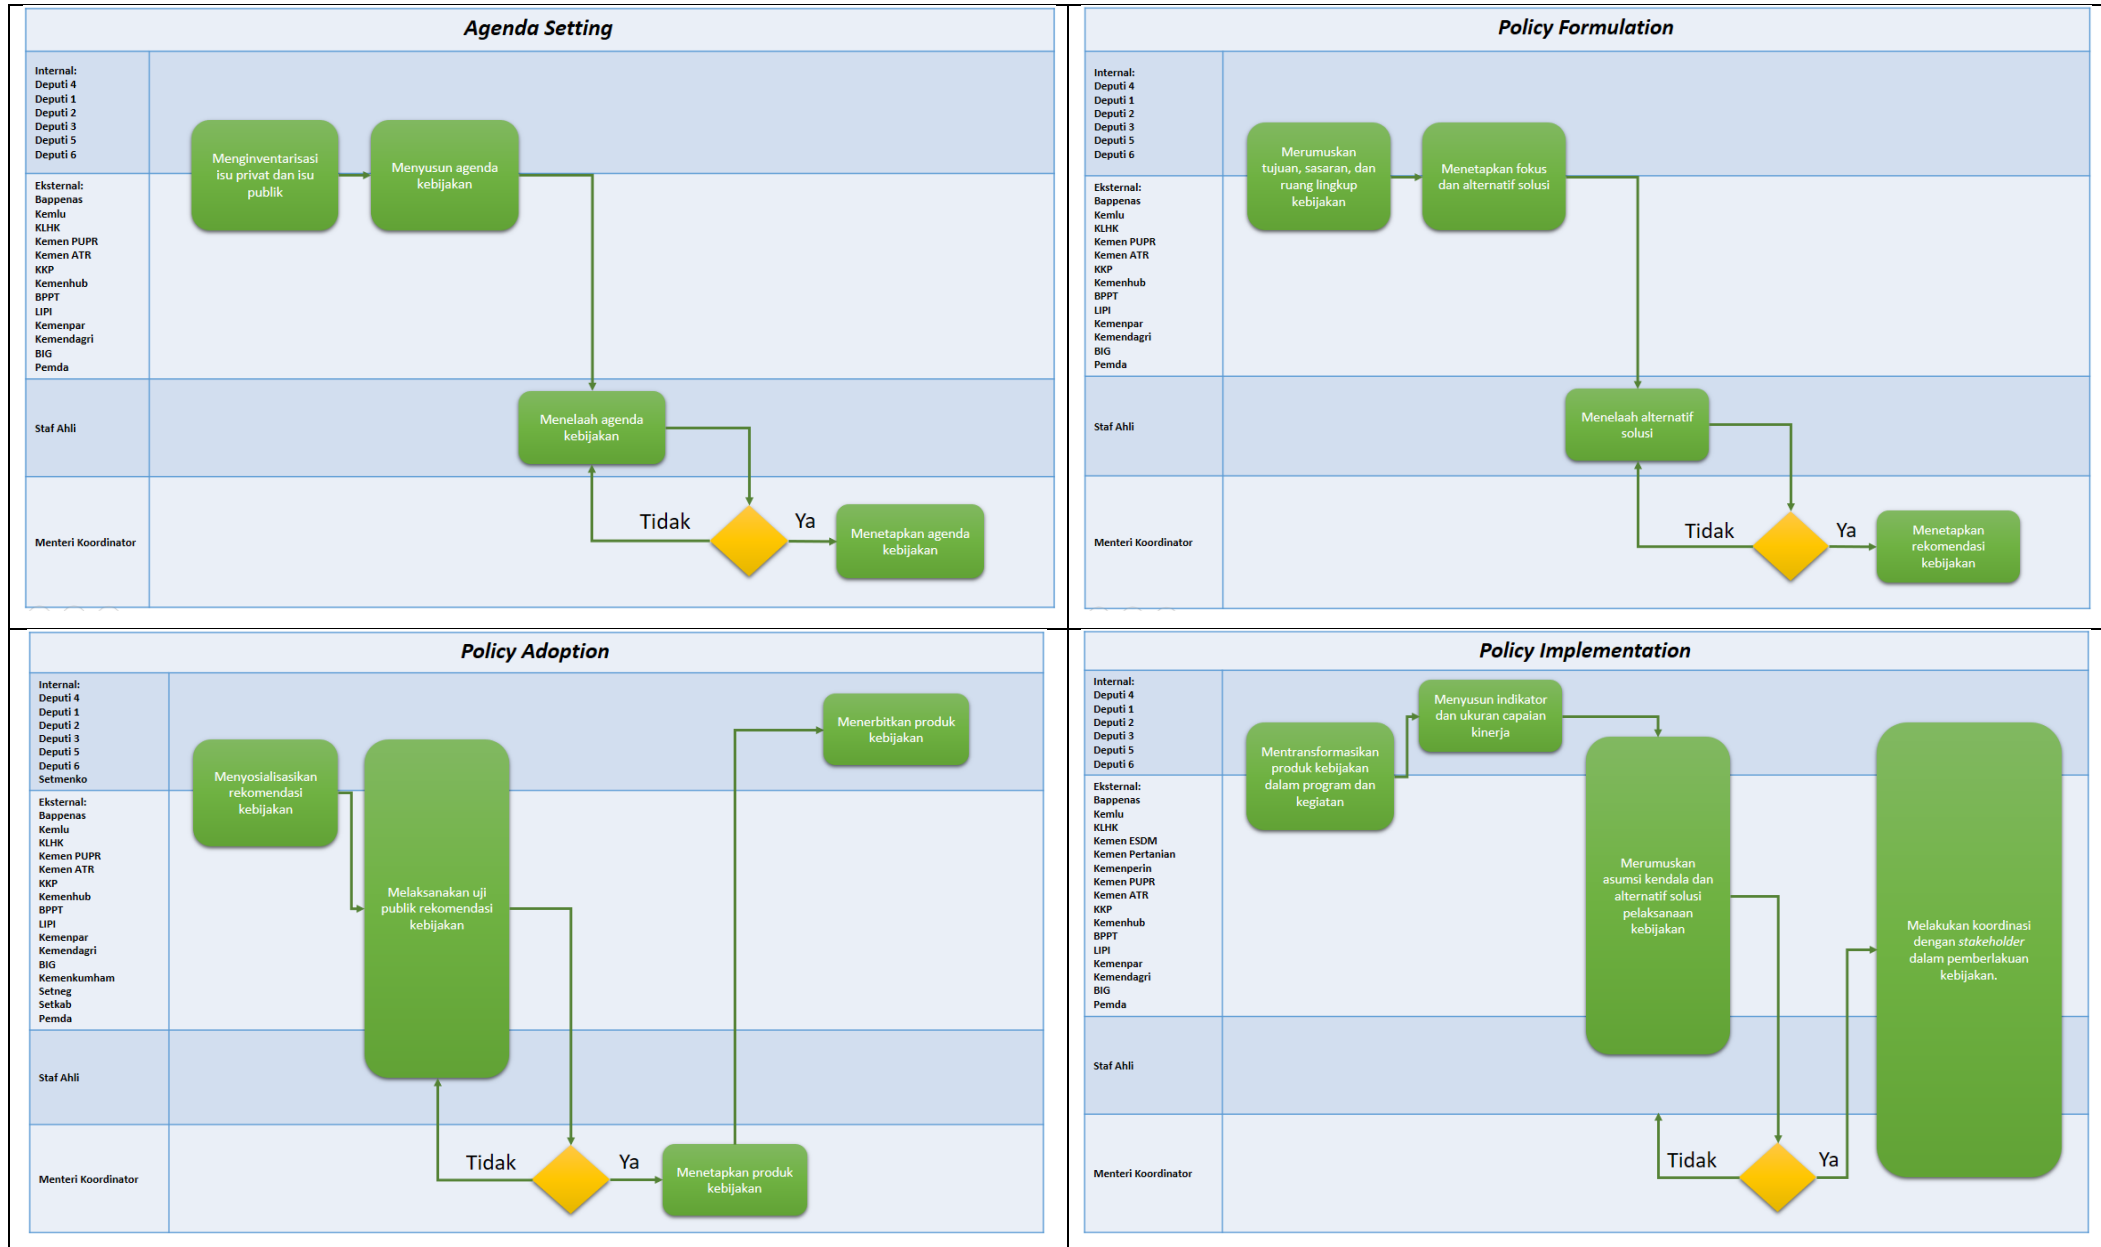 Agenda Setting
Internal:
Deputi 4
Deputi 1
Deputi 2
Deputi 3
Deputi 5
Deputi 6
Eksternal:
Bappenas
Kemlu
KLHK
Kemen PUPR
Kemen ATR
KKP
Kemenhub
BPPT
LIPI
Kemenpar
Kemendagri
BIG
Pemda
Staf Ahli
Menteri Koordinator
Menginventarisasi
isu privat dan isu
publik
Menyusun agenda
kebijakan
Menelaah agenda
kebijakan
Tidak
Ya
Menetapkan agenda
kebijakan
Policy Formulation
Internal:
Deputi 4
Deputi 1
Deputi 2
Deputi 3
Deputi 5
Deputi 6
Eksternal:
Bappenas
Kemlu
KLHK
Kemen PUPR
Kemen ATR
KKP
Kemenhub
BPPT
LIPI
Kemenpar
Kemendagri
BIG
Pemda
Staf Ahli
Menteri Koordinator
Merumuskan
tujuan, sasaran, dan
ruang lingkup
kebijakan
Menetapkan fokus
dan alternatif solusi
Menelaah alternatif
solusi
Tidak
Ya
Menetapkan
rekomendasi
kebijakan
Policy Adoption
Internal:
Deputi 4
Deputi 1
Deputi 2
Deputi 3
Deputi 5
Deputi 6
Setmenko
Eksternal:
Bappenas
Kemlu
KLHK
Kemen PUPR
Kemen ATR
KKP
Kemenhub
BPPT
LIPI
Kemenpar
Kemendagri
BIG
Kemenkumham
Setneg
Setkab
Pemda
Staf Ahli
Menteri Koordinator
Menyosialisasikan
rekomendasi
kebijakan
Melaksanakan uji
publik rekomendasi
kebijakan
Tidak
Ya
Menetapkan produk
kebijakan
Menerbitkan produk
kebijakan
Policy Implementation
Internal:
Deputi 4
Deputi 1
Deputi 2
Deputi 3
Deputi 5
Deputi 6
Eksternal:
Bappenas
Kemlu
KLHK
Kemen ESDM
Kemen Pertanian
Kemenperin
Kemen PUPR
Kemen ATR
KKP
Kemenhub
BPPT
LIPI
Kemenpar
Kemendagri
BIG
Pemda
Staf Ahli
Menteri Koordinator
Mentransformasikan
produk kebijakan
dalam program dan
kegiatan
Menyusun indikator
dan ukuran capaian
kinerja
Merumuskan
asumsi kendala dan
alternatif solusi
pelaksanaan
kebijakan
Tidak
Ya
Melakukan koordinasi
dengan stakeholder
dalam pemberlakuan
kebijakan.